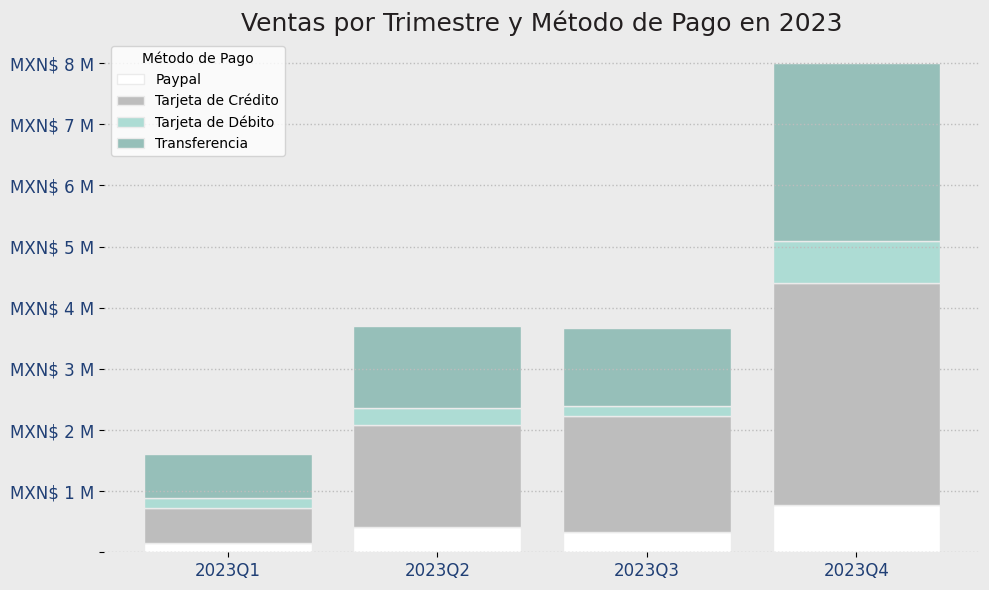 Ventas por Trimestre y Método de Pago en 2023
MXN$ 8 M
MXN$ 7 M
MXN$ 6 M
MXN$ 5 M
MXN$ 4 M
MXN$ 3 M
MXN$ 2 M
MXN$ 1 M
Método de Pago
Paypal
Tarjeta de Crédito
Tarjeta de Débito
Transferencia
2023Q1
2023Q2
2023Q3
2023Q4